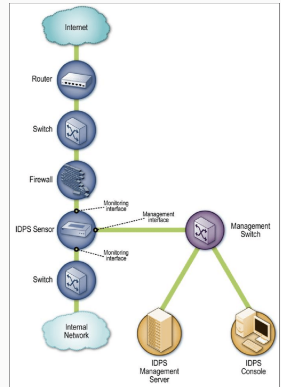 Internet
Router
Switch
Firewall
Monitoring
interface
Management
interface
IDPS Sensor
Management
Switch
Monitoring
interface
Switch
Internal
Network
IDPS
Management
Server
IDPS
Console